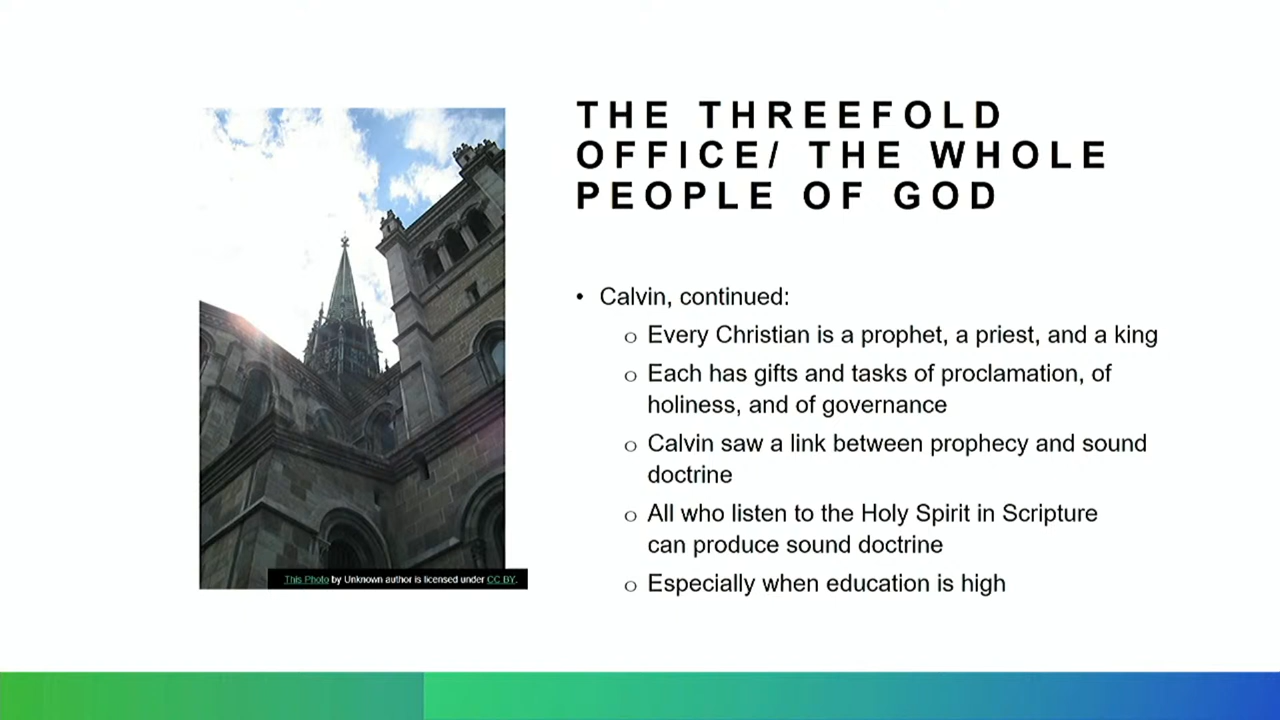 THE THREEFOLD
OFFICE/ THE WHOLE
PEOPLE OF GOD
• Calvin, continued:
o Every Christian is a prophet, a priest, and a king
o Each has gifts and tasks of proclamation, of
holiness, and of governance
o Calvin saw a link between prophecy and sound
doctrine
o All who listen to the Holy Spirit in Scripture
can produce sound doctrine
o Especially when education is high
This Photo by Unknown author is licensed under CC BY.